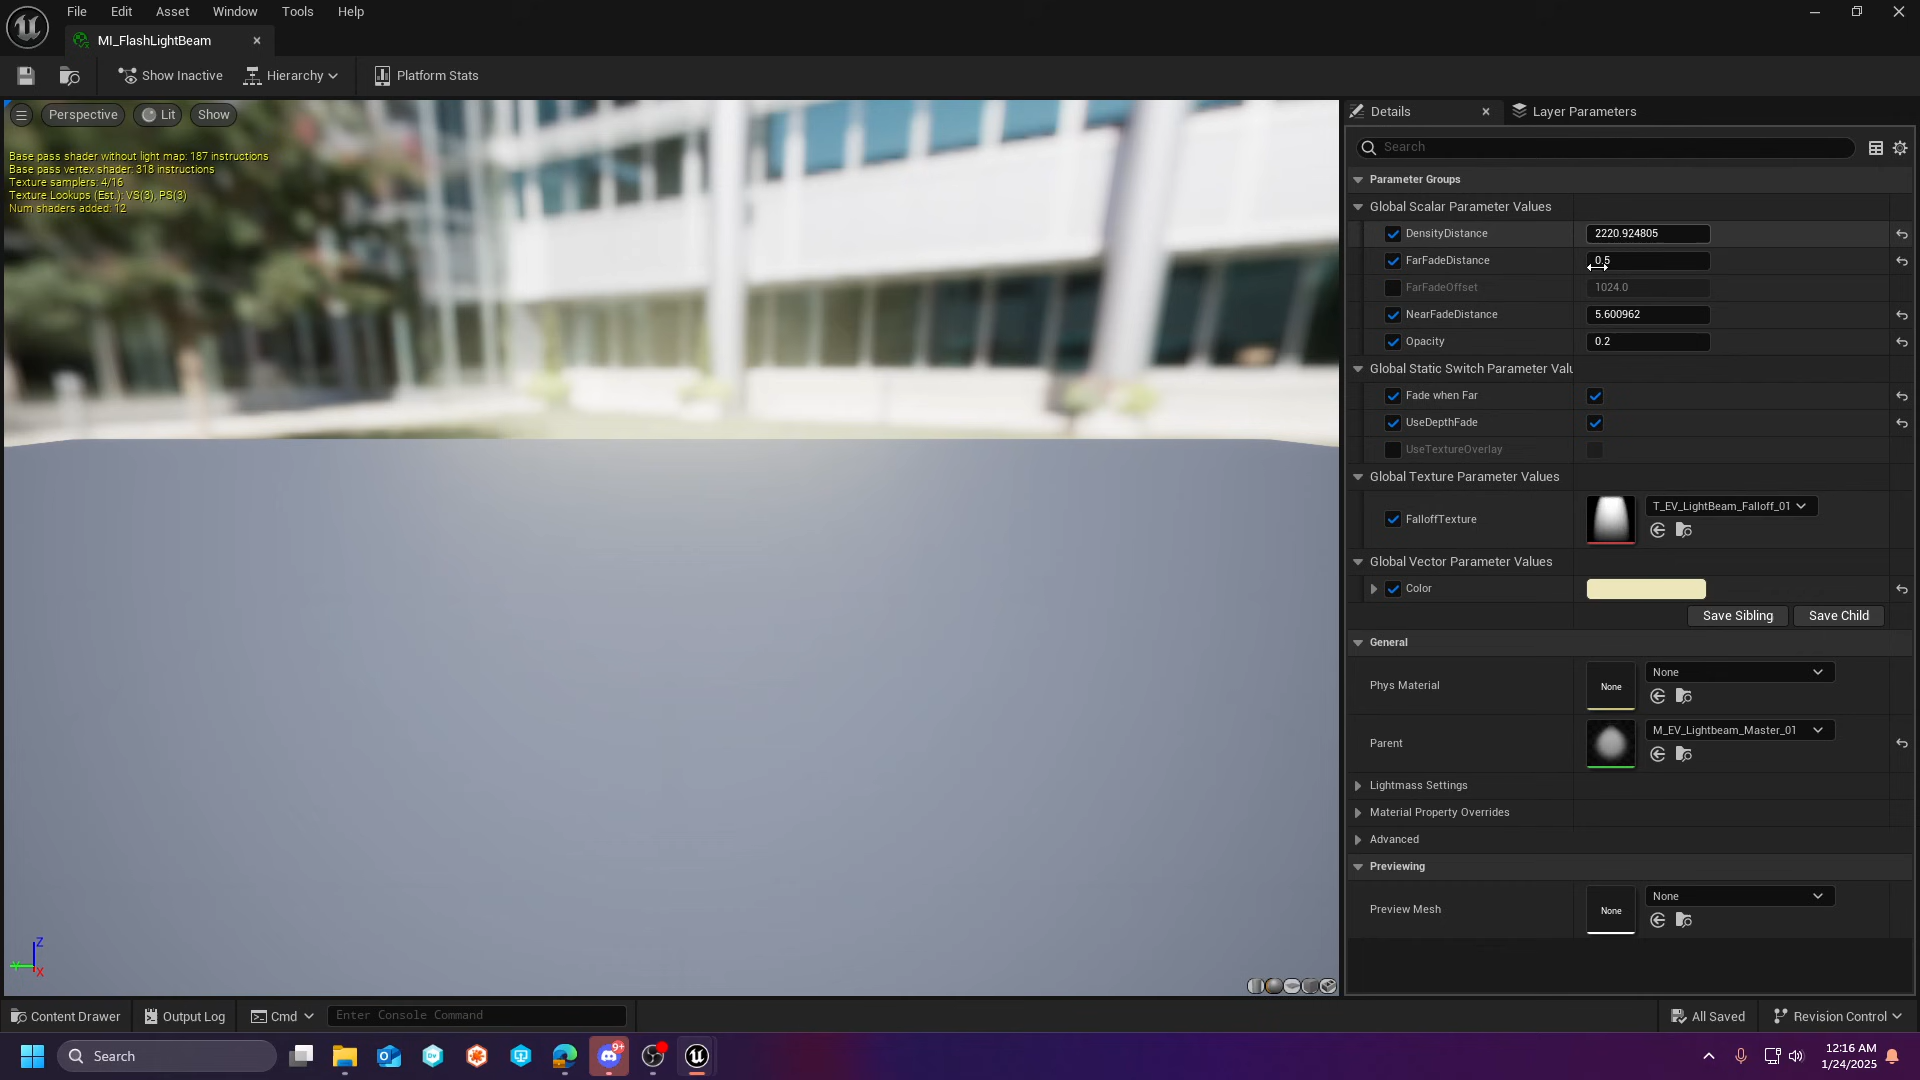 File Edit Asset Window Tools Help
MI_FlashLightBeam
Show Inactive Hierarchy Platform Stats
Perspective Lit Show
Base pass shader without light map: 187 instructions
Base pass vertex shader: 318 instructions
Texture samplers: 4/16
Texture Lookups (Est.): VS(3), PS(3)
Num shaders added: 12
Z
Y
X
Details Layer Parameters
Search
Parameter Groups
Global Scalar Parameter Values
DensityDistance 2220.924805
FarFadeDistance 0.5
FarFadeOffset 1024.0
NearFadeDistance 5.600962
Opacity 0.2
Global Static Switch Parameter Valu
Fade when Far
UseDepthFade
UseTextureOverlay
Global Texture Parameter Values
FalloffTexture T_EV_LightBeam_Falloff_01
Global Vector Parameter Values
Color
Save Sibling Save Child
General
Phys Material None None
Parent M_EV_Lightbeam_Master_01
Lightmass Settings
Material Property Overrides
Advanced
Previewing
Preview Mesh None None
Content Drawer Output Log Cmd Enter Console Command All Saved Revision Control
Search 9+ 12:16 AM
1/24/2025